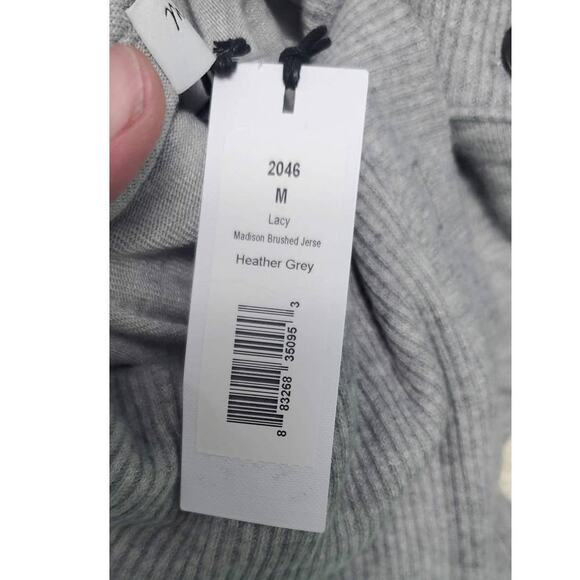 2046
M
Lacy
Madison Brushed Jerse
Heather Grey
8 83268 35095 3